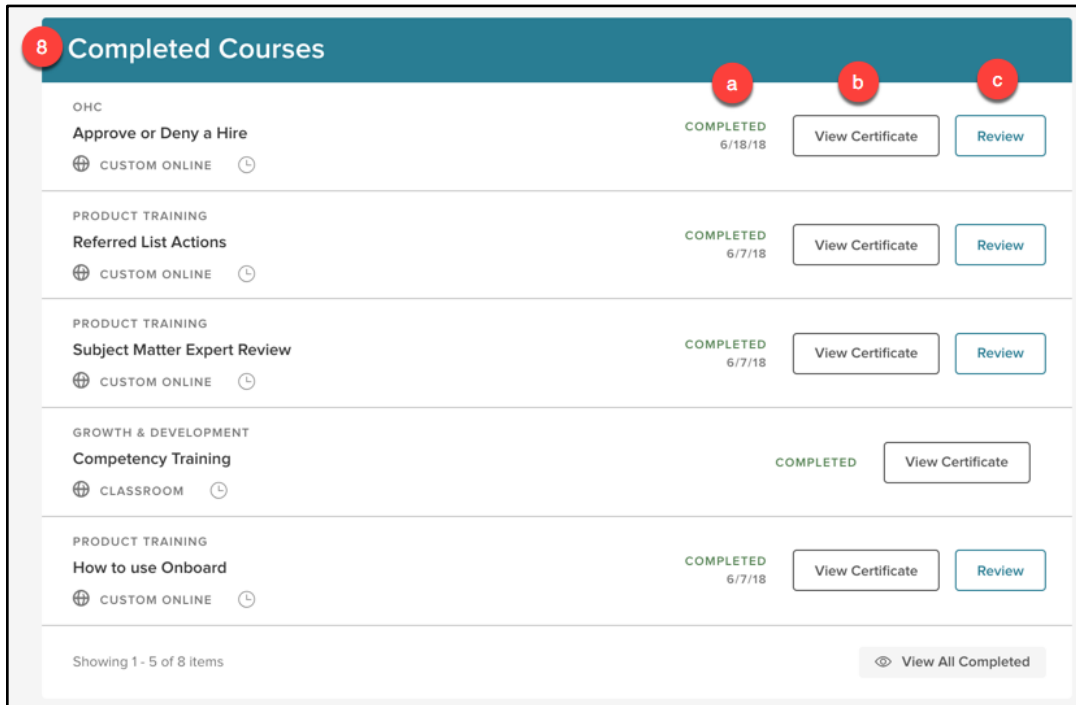 8 Completed Courses
a b c
OHC
Approve or Deny a Hire
CUSTOM ONLINE
COMPLETED
6/18/18
View Certificate
Review
PRODUCT TRAINING
Referred List Actions
CUSTOM ONLINE
COMPLETED
6/7/18
View Certificate
Review
PRODUCT TRAINING
Subject Matter Expert Review
CUSTOM ONLINE
COMPLETED
6/7/18
View Certificate
Review
GROWTH & DEVELOPMENT
Competency Training
CLASSROOM
COMPLETED
View Certificate
PRODUCT TRAINING
How to use Onboard
CUSTOM ONLINE
COMPLETED
6/7/18
View Certificate
Review
Showing 1 - 5 of 8 items
View All Completed